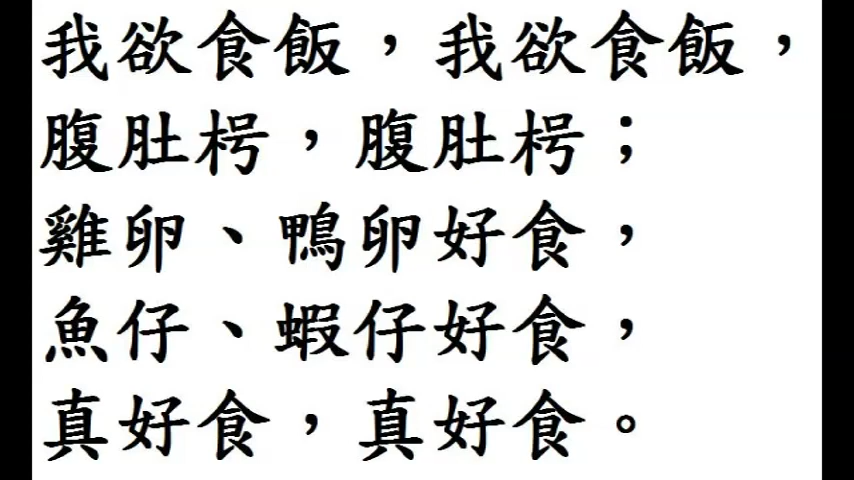 我欲食飯，我欲食飯，
腹肚枵，腹肚枵；
雞卵、鴨卵好食，
魚仔、蝦仔好食，
真好食，真好食。